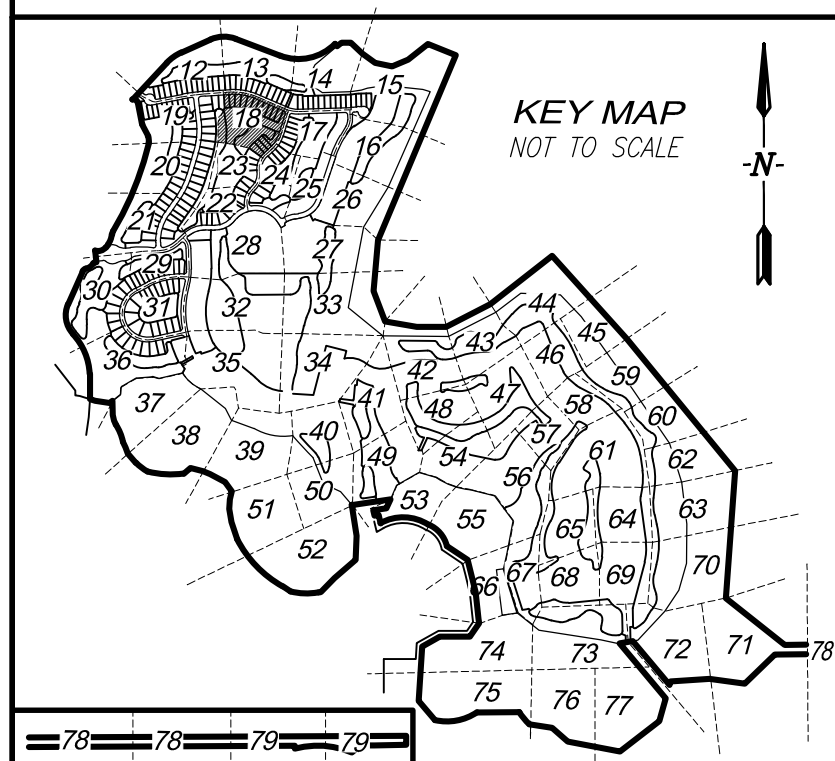 12 13 14 15
KEY MAP
NOT TO SCALE
19 18 17 16
-N-
20 23 24 25
21 22 26
28 27
29
30 31 32 33
36 35 34
37 38 39 40 41
42 43 44 45
46 47 48 49
50 51 52 53
54 55 56 57 58
59 60 61 62 63
64 65 66 67 68 69 70
74 73 72 71 78
75 76 77
78 78 79 79